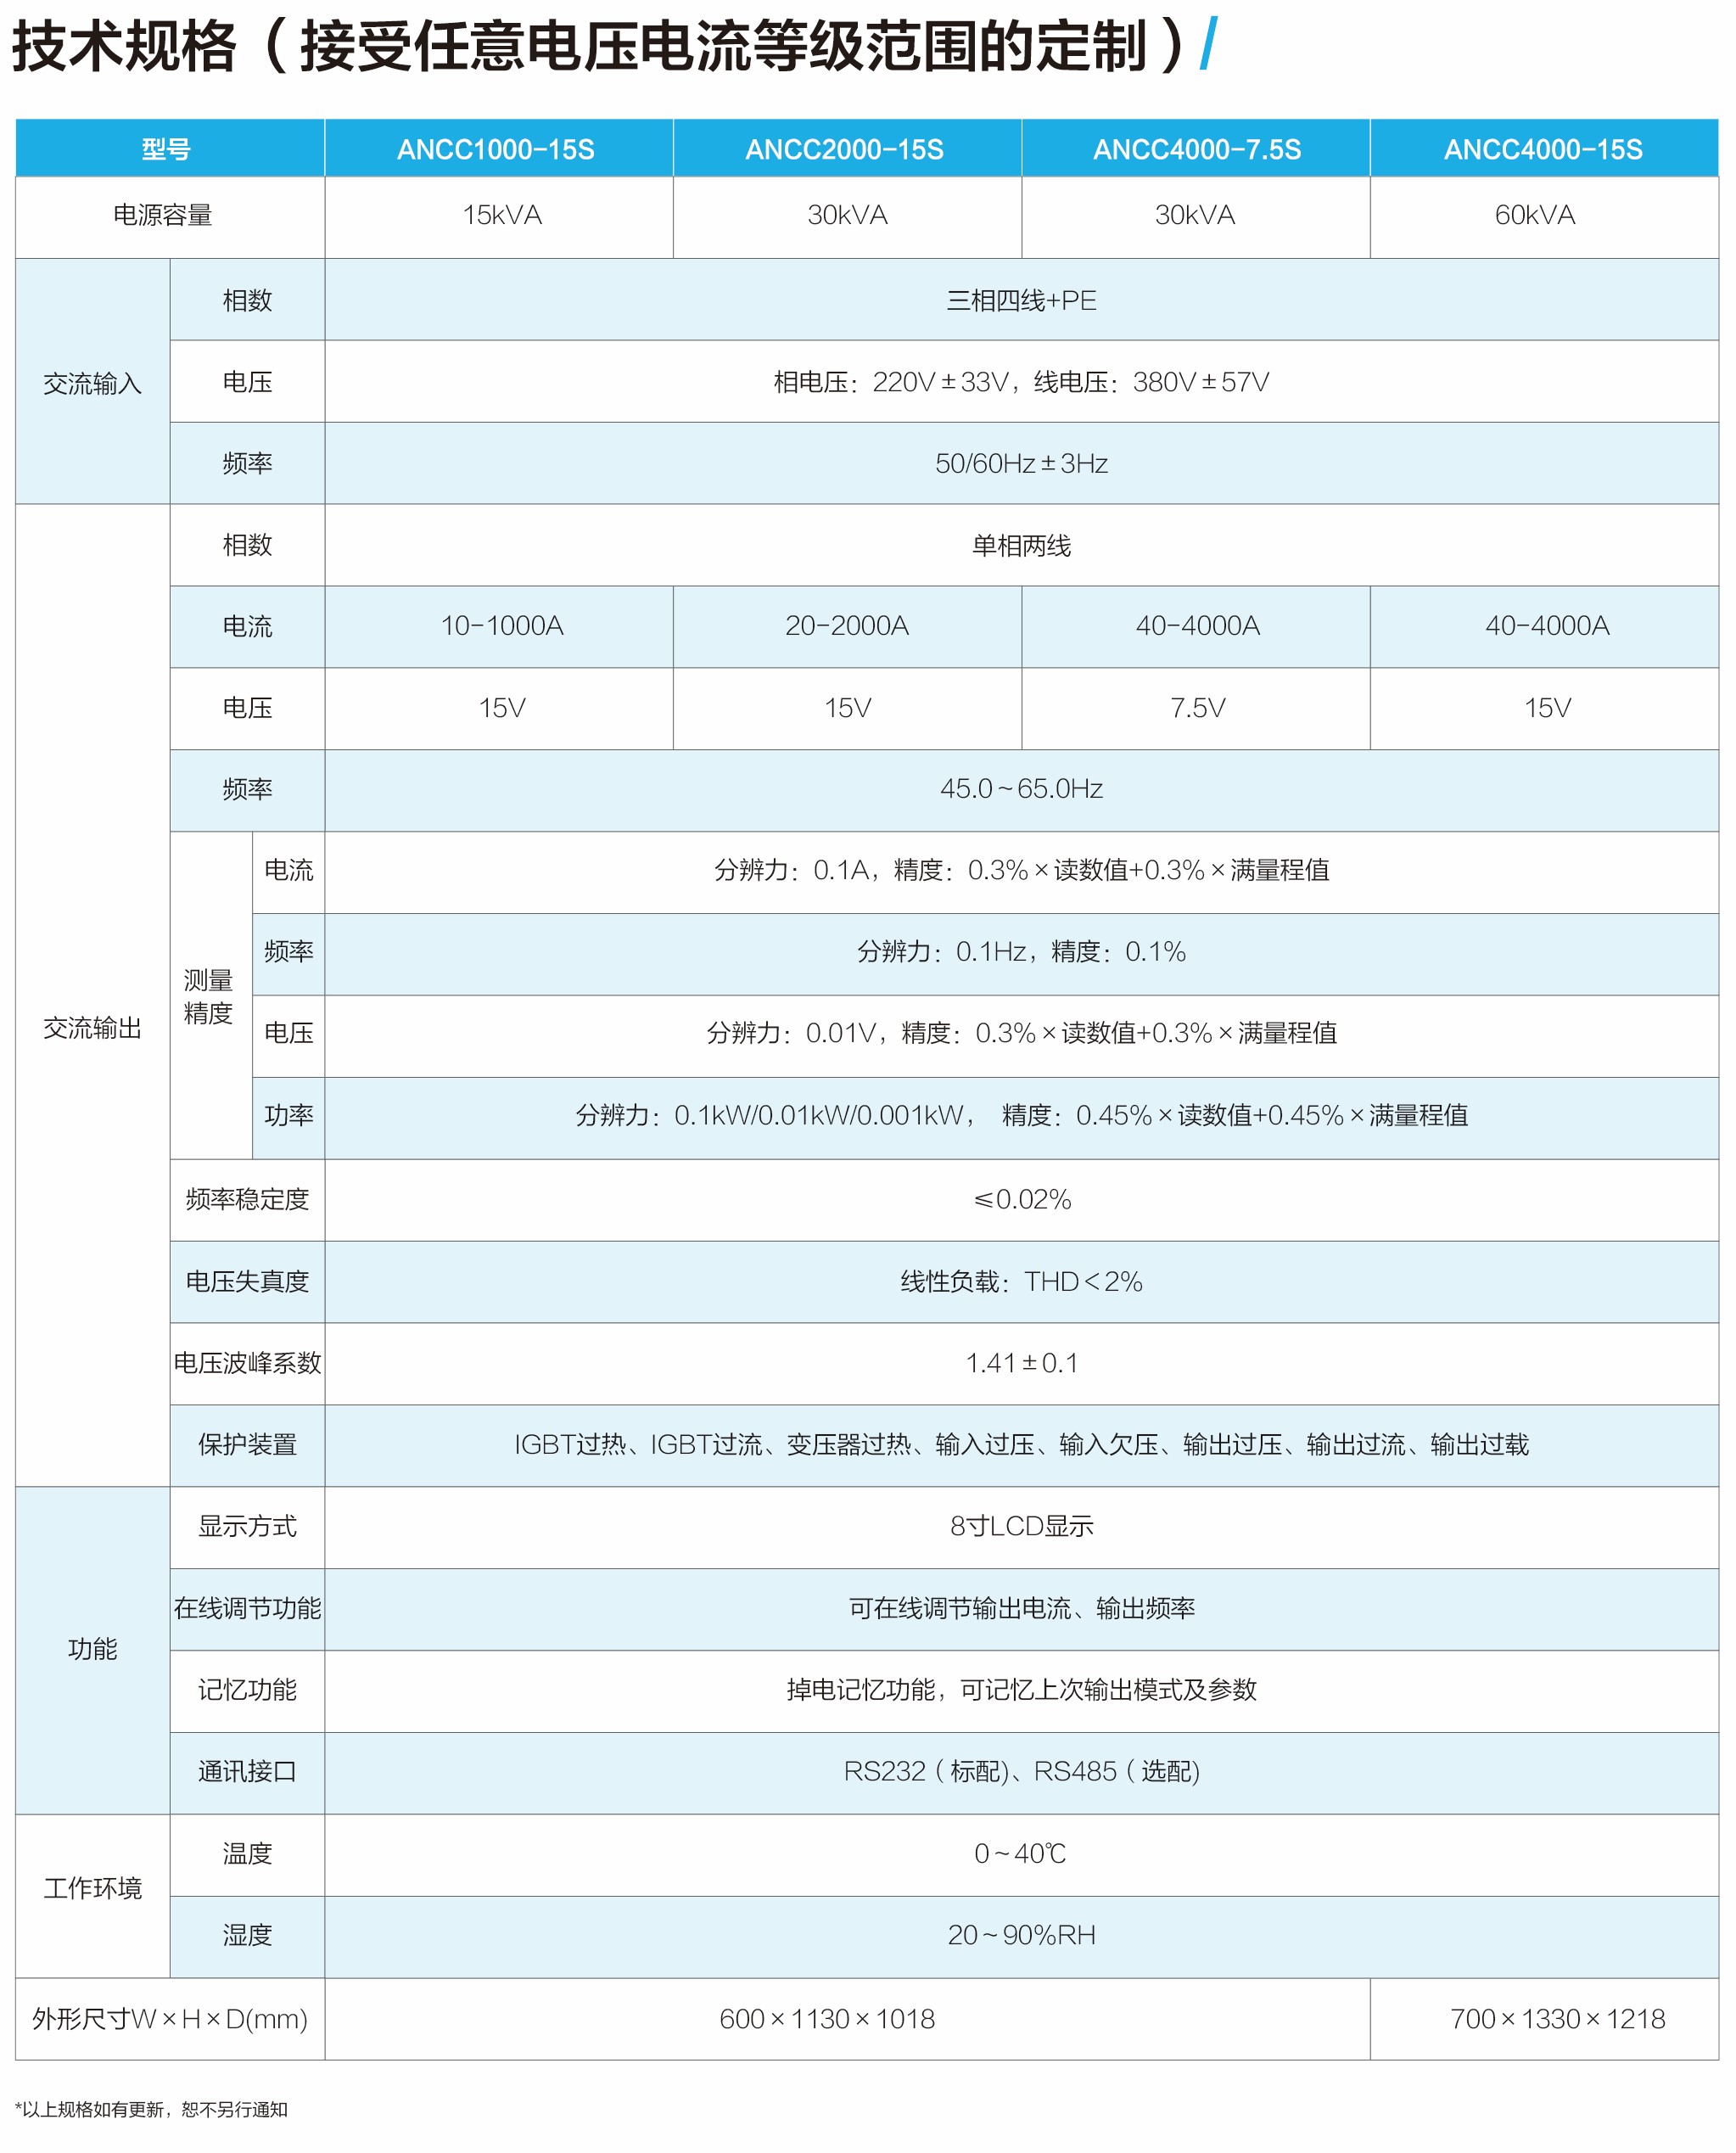 技术规格（接受任意电压电流等级范围的定制）/
型号 ANCC1000-15S ANCC2000-15S ANCC4000-7.5S ANCC4000-15S
电源容量 15kVA 30kVA 30kVA 60kVA
交流输入 相数 三相四线+PE
电压 相电压：220V±33V，线电压：380V±57V
频率 50/60Hz±3Hz
交流输出 相数 单相两线
电流 10-1000A 20-2000A 40-4000A 40-4000A
电压 15V 15V 7.5V 15V
频率 45.0~65.0Hz
测量
精度
电流 分辨力：0.1A，精度：0.3%×读数值+0.3%×满量程值
频率 分辨力：0.1Hz，精度：0.1%
电压 分辨力：0.01V，精度：0.3%×读数值+0.3%×满量程值
功率 分辨力：0.1kW/0.01kW/0.001kW， 精度：0.45%×读数值+0.45%×满量程值
频率稳定度 ≤0.02%
电压失真度 线性负载：THD＜2%
电压波峰系数 1.41±0.1
保护装置 IGBT过热、IGBT过流、变压器过热、输入过压、输入欠压、输出过压、输出过流、输出过载
功能 显示方式 8寸LCD显示
在线调节功能 可在线调节输出电流、输出频率
记忆功能 掉电记忆功能，可记忆上次输出模式及参数
通讯接口 RS232（标配)、RS485（选配)
工作环境 温度 0~40℃
湿度 20~90%RH
外形尺寸W×H×D(mm) 600×1130×1018 700×1330×1218
*以上规格如有更新，恕不另行通知